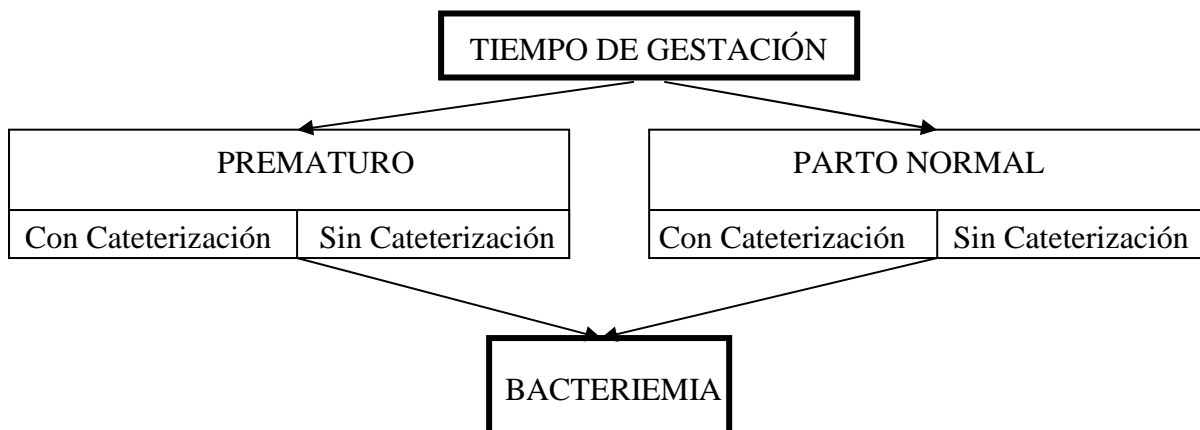 TIEMPO DE GESTACIÓN
PREMATURO
PARTO NORMAL
Con Cateterización
Sin Cateterización
Con Cateterización
Sin Cateterización
BACTERIEMIA